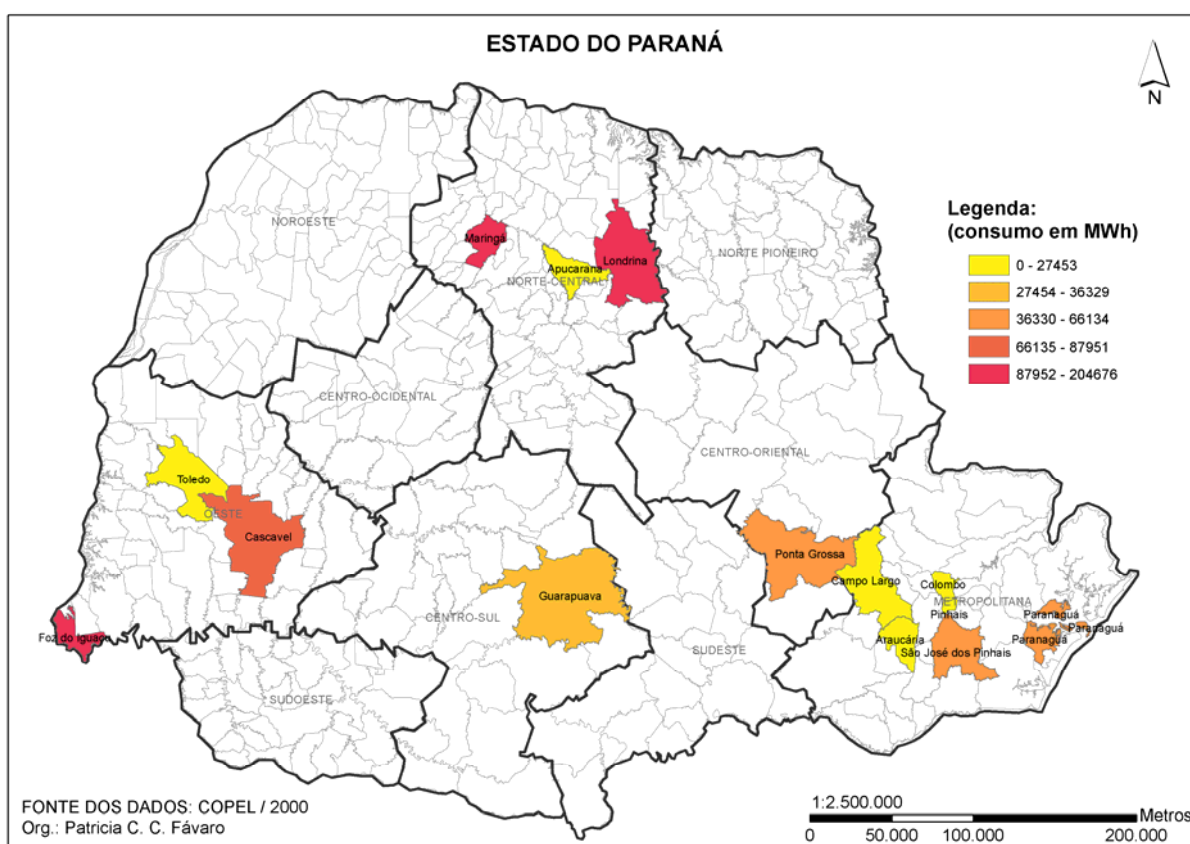 ESTADO DO PARANÁ
N
NOROESTE
Maringá
Apucarana
Londrina
NORTE-CENTRAL
NORTE PIONEIRO
Legenda:
(consumo em MWh)
0 - 27453
27454 - 36329
36330 - 66134
66135 - 87951
87952 - 204676
CENTRO-OCIDENTAL
CENTRO-ORIENTAL
Toledo
OESTE
Cascavel
Ponta Grossa
Campo Largo
Colombo
Guarapuava
CENTRO-SUL
METROPOLITANA
Pinhais
Paranaguá
Paranaguá
Paranaguá
Foz do Iguaçu
Araucária
São José dos Pinhais
SUDESTE
SUDOESTE
FONTE DOS DADOS: COPEL / 2000
Org.: Patricia C. C. Fávaro
1:2.500.000
Metros
0 50.000 100.000 200.000